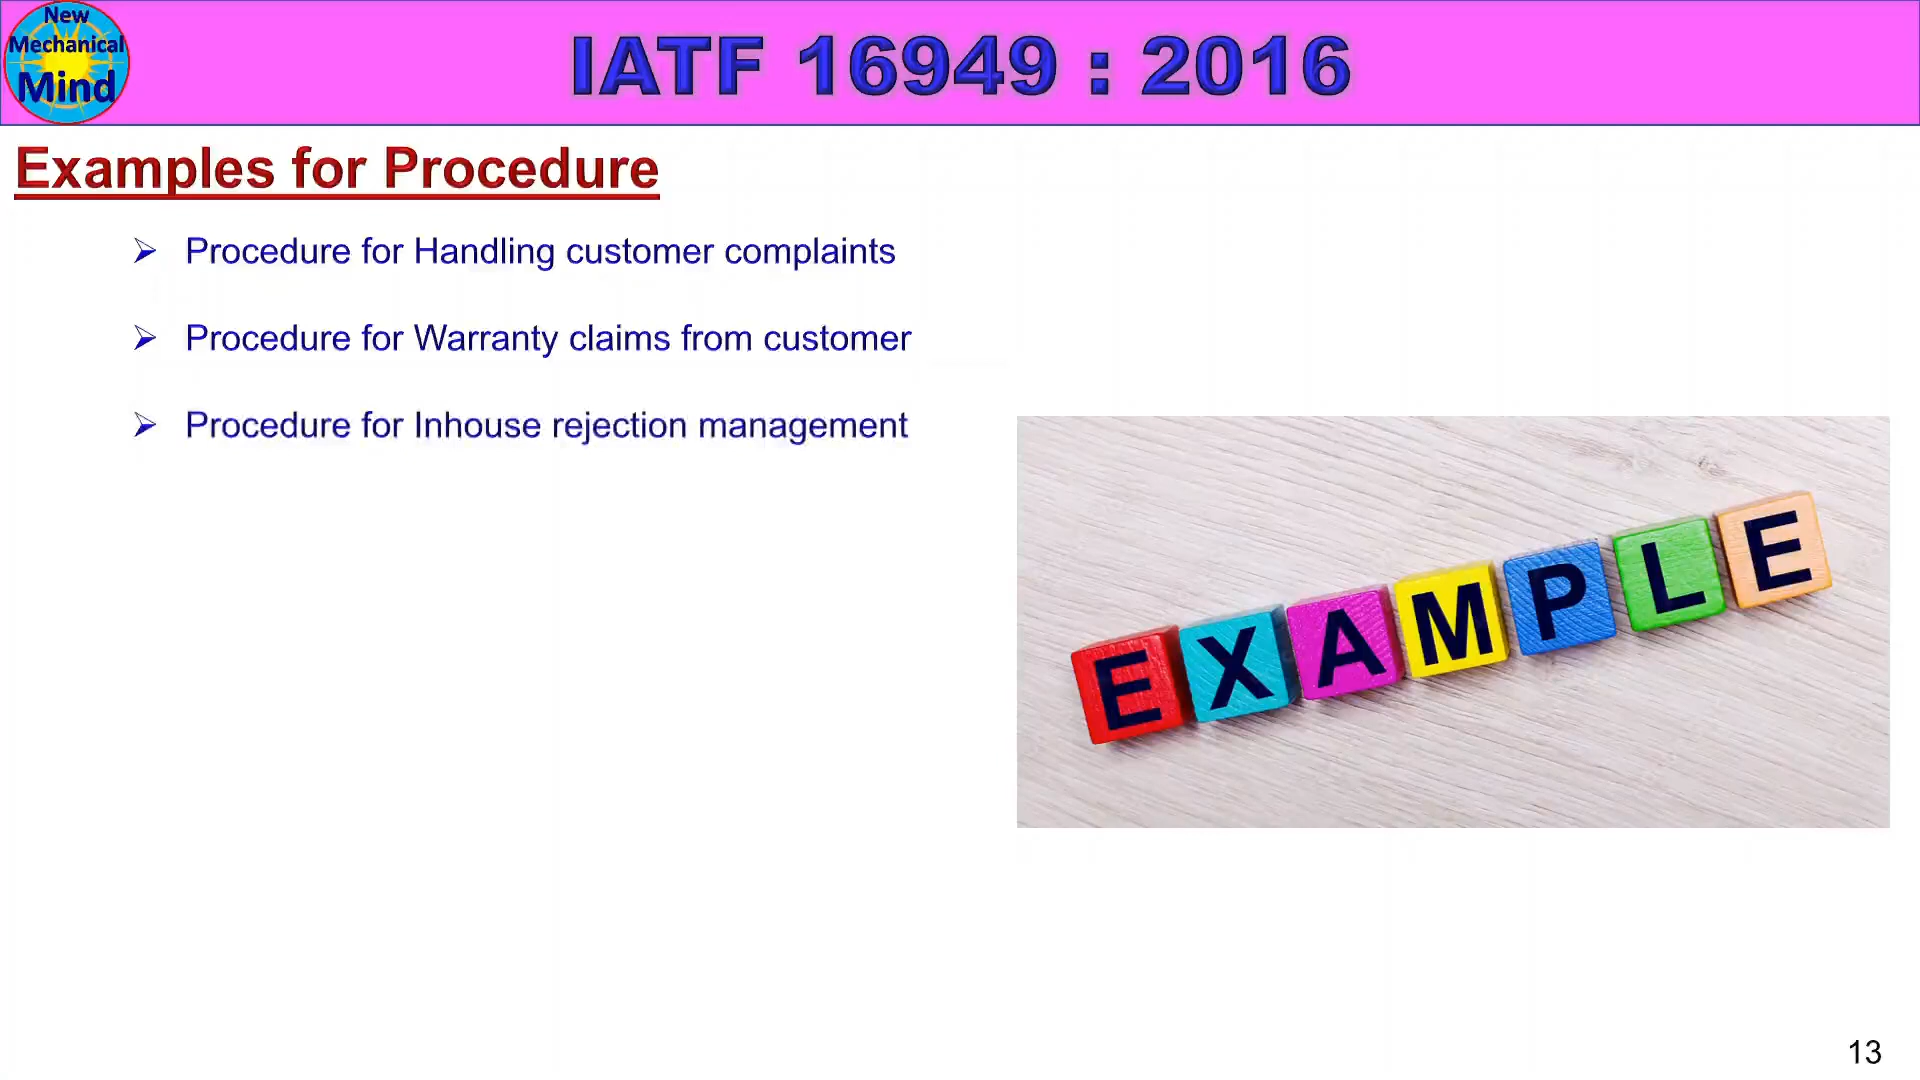 New
Mechanical
Mind
IATF 16949 : 2016
Examples for Procedure
➢ Procedure for Handling customer complaints
➢ Procedure for Warranty claims from customer
➢ Procedure for Inhouse rejection management
EXAMPLE
13